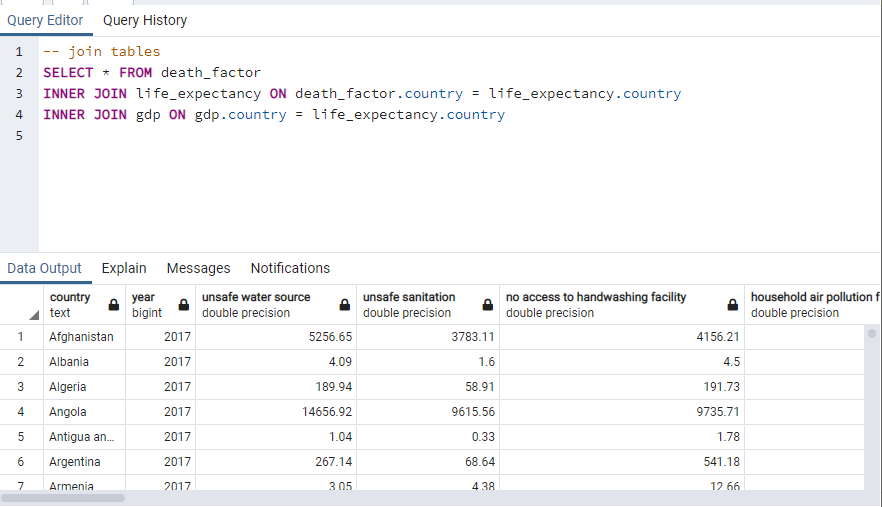 Query Editor Query History
1 -- join tables
2 SELECT * FROM death_factor
3 INNER JOIN life_expectancy ON death_factor.country = life_expectancy.country
4 INNER JOIN gdp ON gdp.country = life_expectancy.country
5
Data Output Explain Messages Notifications
country year unsafe water source unsafe sanitation no access to handwashing facility household air pollution f
text bigint double precision double precision double precision double precision
1 Afghanistan 2017 5256.65 3783.11 4156.21
2 Albania 2017 4.09 1.6 4.5
3 Algeria 2017 189.94 58.91 191.73
4 Angola 2017 14656.92 9615.56 9735.71
5 Antigua an... 2017 1.04 0.33 1.78
6 Argentina 2017 267.14 68.64 541.18
7 Armenia 2017 3.05 4.38 12.66